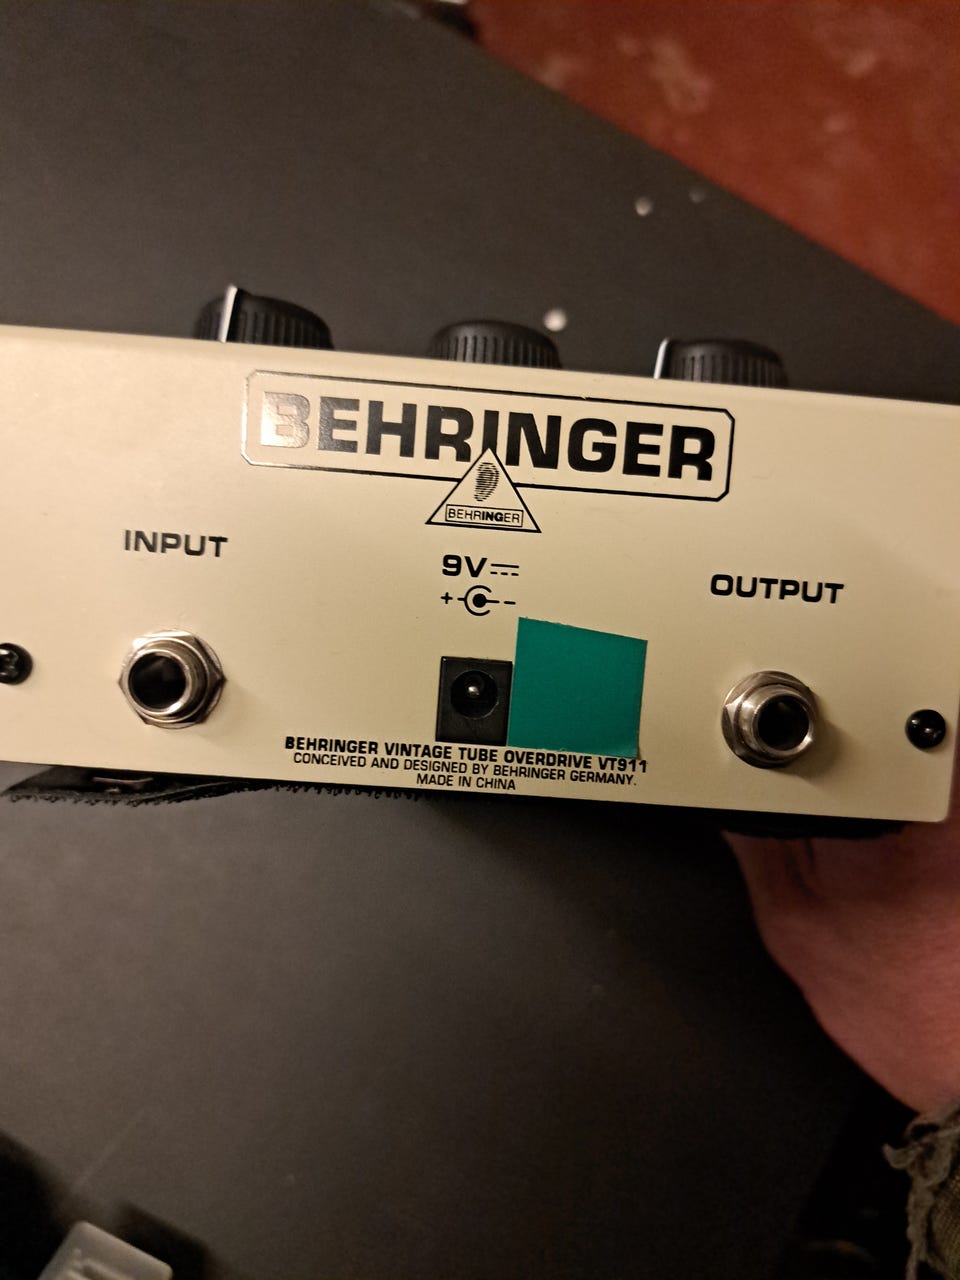 BEHRINGER
BEHRINGER
INPUT
9V
+ -
OUTPUT
BEHRINGER VINTAGE TUBE OVERDRIVE VT911
CONCEIVED AND DESIGNED BY BEHRINGER GERMANY.
MADE IN CHINA